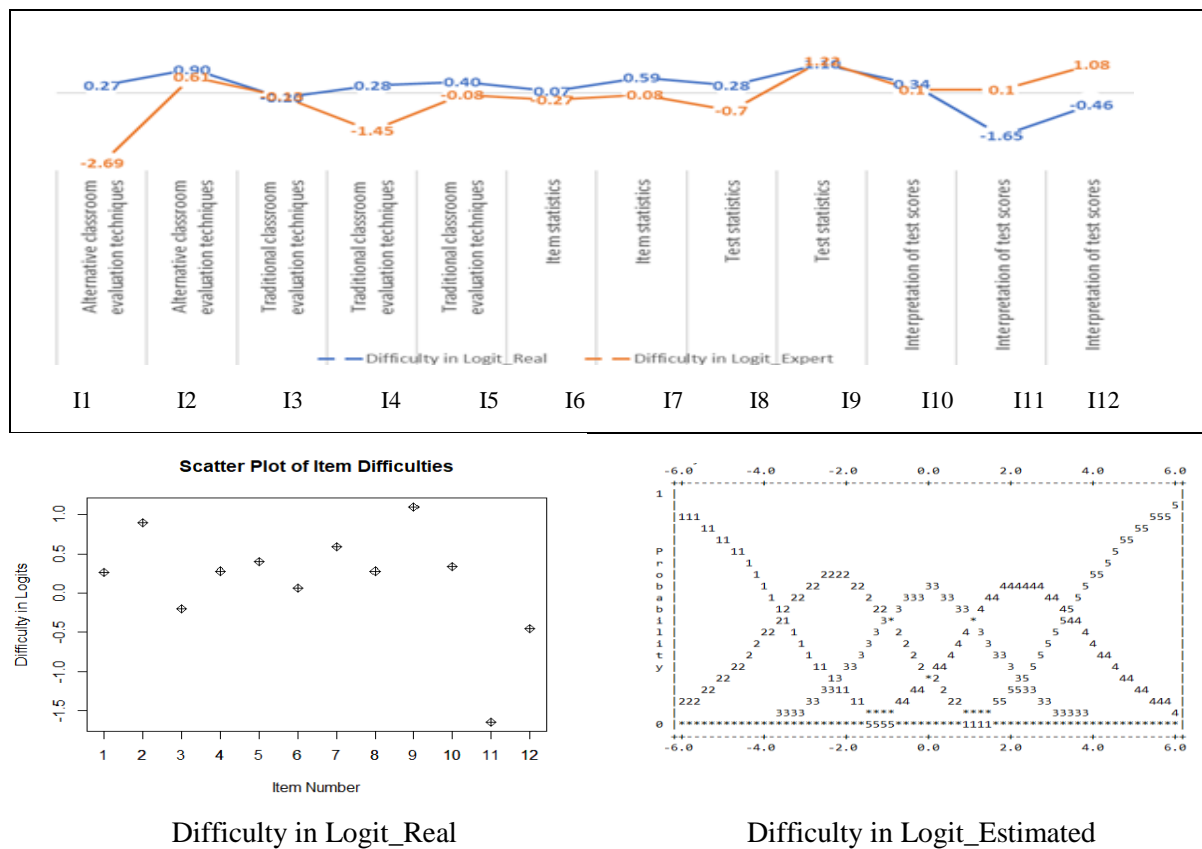 0.27 0.90 0.28 0.40 0.07 0.59 0.28 1.10 0.34 -1.65 -0.46
-2.69 0.61 -1.45 -0.08 -0.27 0.08 -0.7 0.1 0.1 1.08
Alternative classroom
evaluation techniques
Alternative classroom
evaluation techniques
Traditional classroom
evaluation techniques
Traditional classroom
evaluation techniques
Traditional classroom
evaluation techniques
Item statistics
Item statistics
Test statistics
Test statistics
Interpretation of test scores
Interpretation of test scores
Interpretation of test scores
Difficulty in Logit_Real Difficulty in Logit_Expert
I1 I2 I3 I4 I5 I6 I7 I8 I9 I10 I11 I12
Scatter Plot of Item Difficulties
Difficulty in Logits
1.0
0.5
0.0
-0.5
-1.0
-1.5
1 2 3 4 5 6 7 8 9 10 11 12
Item Number
-6.0 -4.0 -2.0 0.0 2.0 4.0 6.0
Probability
1
0
-6.0 -4.0 -2.0 0.0 2.0 4.0 6.0
Difficulty in Logit_Real Difficulty in Logit_Estimated